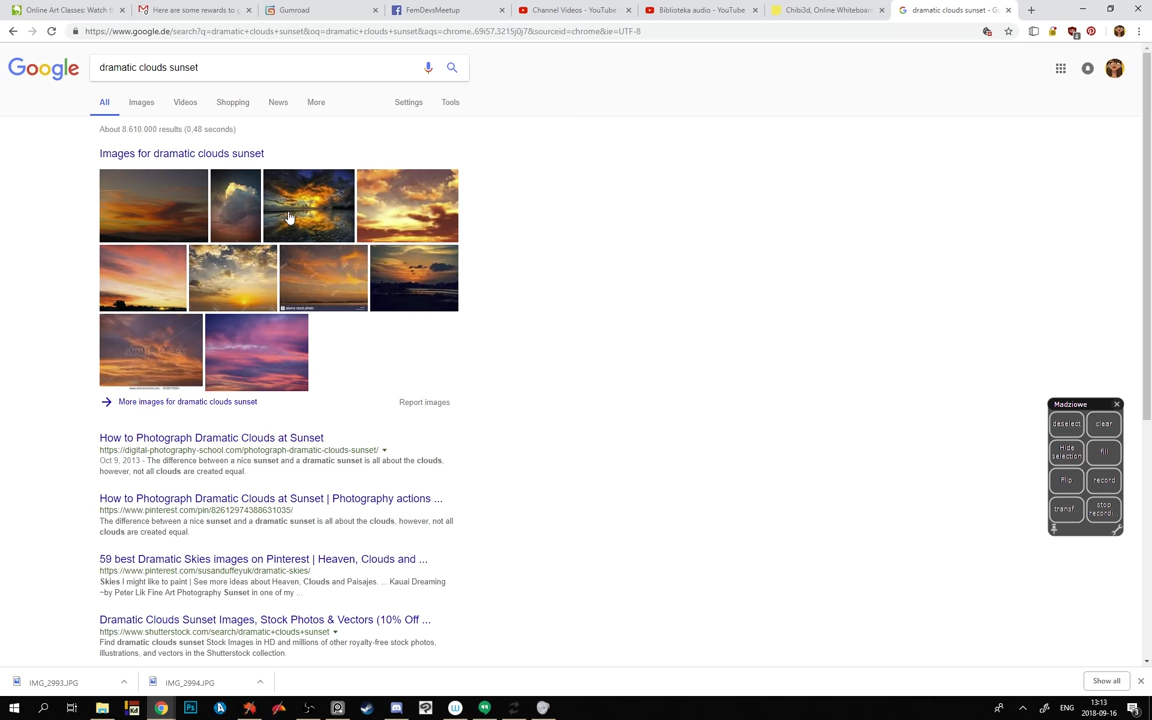 Online Art Classes: Watch t
Here are some rewards to
Gumroad
FemDevsMeetup
Channel Videos - YouTube
Biblioteka audio - YouTube
Chibi3d, Online Whiteboar
dramatic clouds sunset - G
https://www.google.de/search?q=dramatic+clouds+sunset&oq=dramatic+clouds+sunset&aqs=chrome..69i57.3215j0j7&sourceid=chrome&ie=UTF-8
Google
dramatic clouds sunset
All Images Videos Shopping News More Settings Tools
About 8.610.000 results (0,48 seconds)
Images for dramatic clouds sunset
alamy stock photo
More images for dramatic clouds sunset
Report images
How to Photograph Dramatic Clouds at Sunset
https://digital-photography-school.com/photograph-dramatic-clouds-sunset/
Oct 9, 2013 - The difference between a nice sunset and a dramatic sunset is all about the clouds,
however, not all clouds are created equal.
How to Photograph Dramatic Clouds at Sunset | Photography actions ...
https://www.pinterest.com/pin/82612974388631035/
The difference between a nice sunset and a dramatic sunset is all about the clouds, however, not all
clouds are created equal.
59 best Dramatic Skies images on Pinterest | Heaven, Clouds and ...
https://www.pinterest.com/susanduffeyuk/dramatic-skies/
Skies I might like to paint | See more ideas about Heaven, Clouds and Paisajes. ... Kauai Dreaming
~by Peter Lik Fine Art Photography Sunset in one of my ...
Dramatic Clouds Sunset Images, Stock Photos & Vectors (10% Off ...
https://www.shutterstock.com/search/dramatic+clouds+sunset
Find dramatic clouds sunset Stock Images in HD and millions of other royalty-free stock photos,
illustrations, and vectors in the Shutterstock collection.
Madziowe
deselect clear
Hide selection fill
Flip record
transf... stop recordi...
IMG_2993.JPG
IMG_2994.JPG
Show all
ENG
13:13
2018-09-16